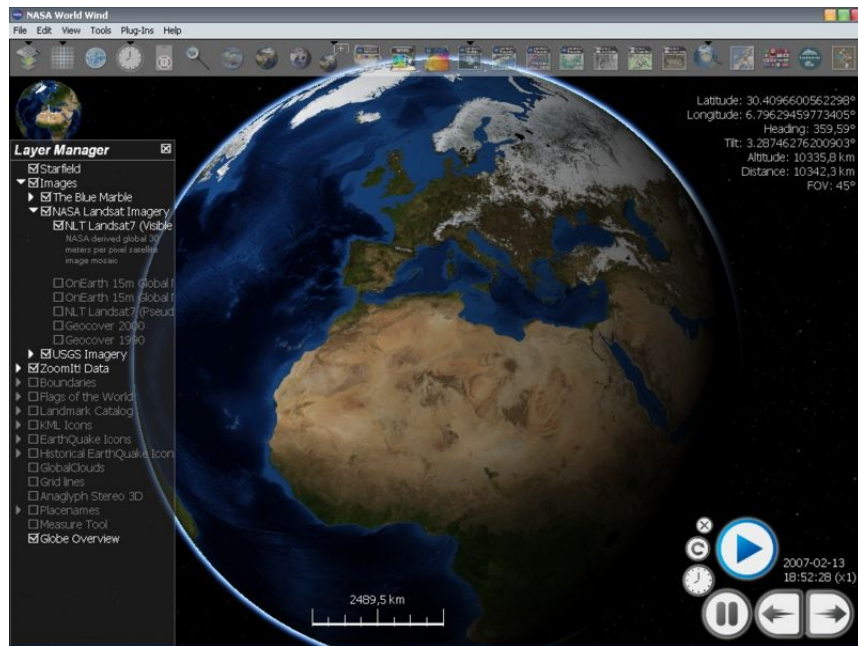 NASA World Wind
File Edit View Tools Plug-Ins Help
Latitude: 30.4096600562298°
Longitude: 6.79629459773405°
Heading: 359,59°
Tilt: 3.28746276200903°
Altitude: 10335,8 km
Distance: 10342,3 km
FOV: 45°
Layer Manager
Starfield
Images
The Blue Marble
NASA Landsat Imagery
NLT Landsat7 (Visible
NASA derived global 30
meters per pixel satellite
image mosaic
OnEarth 15m Global
OnEarth 15m Global
NLT Landsat7 (Pseud
Geocover 2000
Geocover 1990
USGS Imagery
ZoomIt! Data
Boundaries
Flags of the World
Landmark Catalog
KML Icons
EarthQuake Icons
Historical EarthQuake Icon
GlobalClouds
Grid lines
Anaglyph Stereo 3D
Placenames
Measure Tool
Globe Overview
2489,5 km
2007-02-13
18:52:28 (x1)